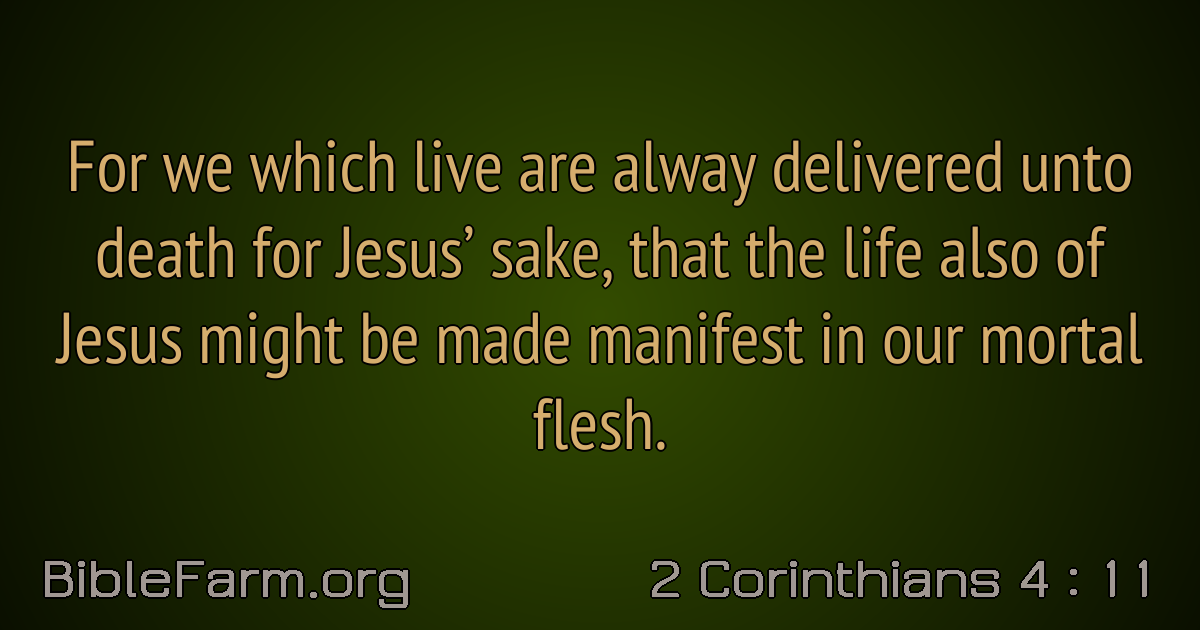 For we which live are alway delivered unto
death for Jesus’ sake, that the life also of
Jesus might be made manifest in our mortal
flesh.
BibleFarm.org
2 Corinthians 4 : 11